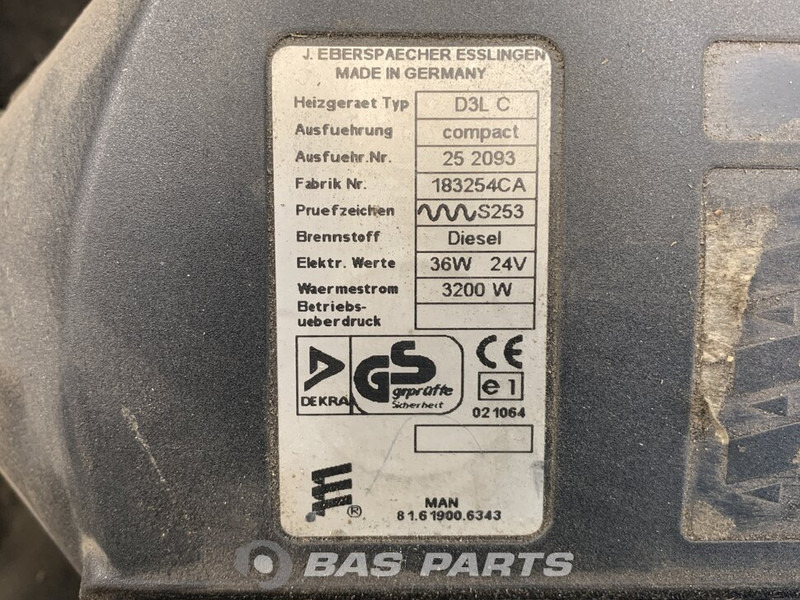 J. EBERSPAECHER ESSLINGEN
MADE IN GERMANY
Heizgeraet Typ D3L C
Ausfuehrung compact
Ausfuehr.Nr. 25 2093
Fabrik Nr. 183254CA
Pruefzeichen S253
Brennstoff Diesel
Elektr. Werte 36W 24V
Waermestrom 3200 W
Betriebs-
ueberdruck
DEKRA
GS
geprüfte
Sicherheit
CE
e1
021064
MAN
81.61900.6343
®
BAS PARTS